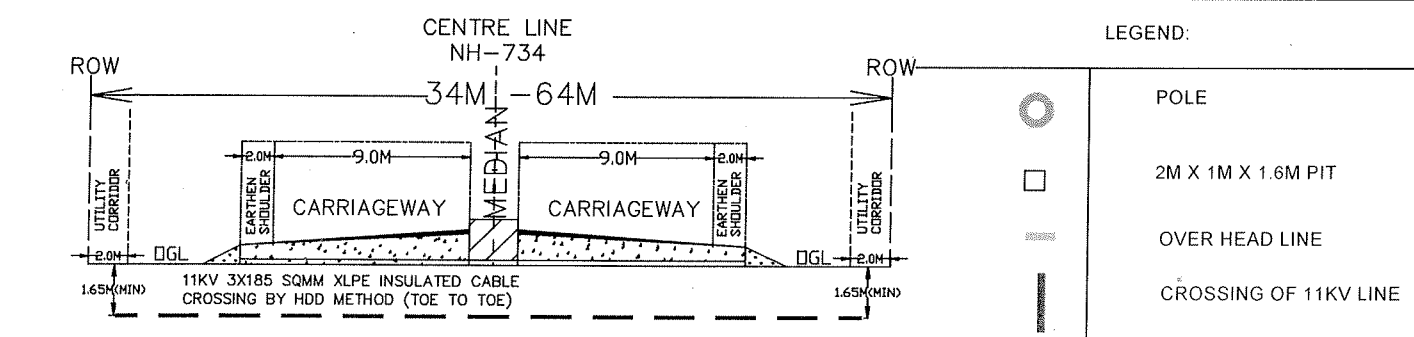 CENTRE LINE
NH-734
ROW
ROW
34M -64M
MEDIAN
2.0M
9.0M
9.0M
2.0M
UTILITY
CORRIDOR
EARTHEN
SHOULDER
CARRIAGEWAY
CARRIAGEWAY
EARTHEN
SHOULDER
UTILITY
CORRIDOR
2.0M
OGL
OGL
2.0M
11KV 3X185 SQMM XLPE INSULATED CABLE
CROSSING BY HDD METHOD (TOE TO TOE)
1.65M(MIN)
1.65M(MIN)
LEGEND:
POLE
2M X 1M X 1.6M PIT
OVER HEAD LINE
CROSSING OF 11KV LINE